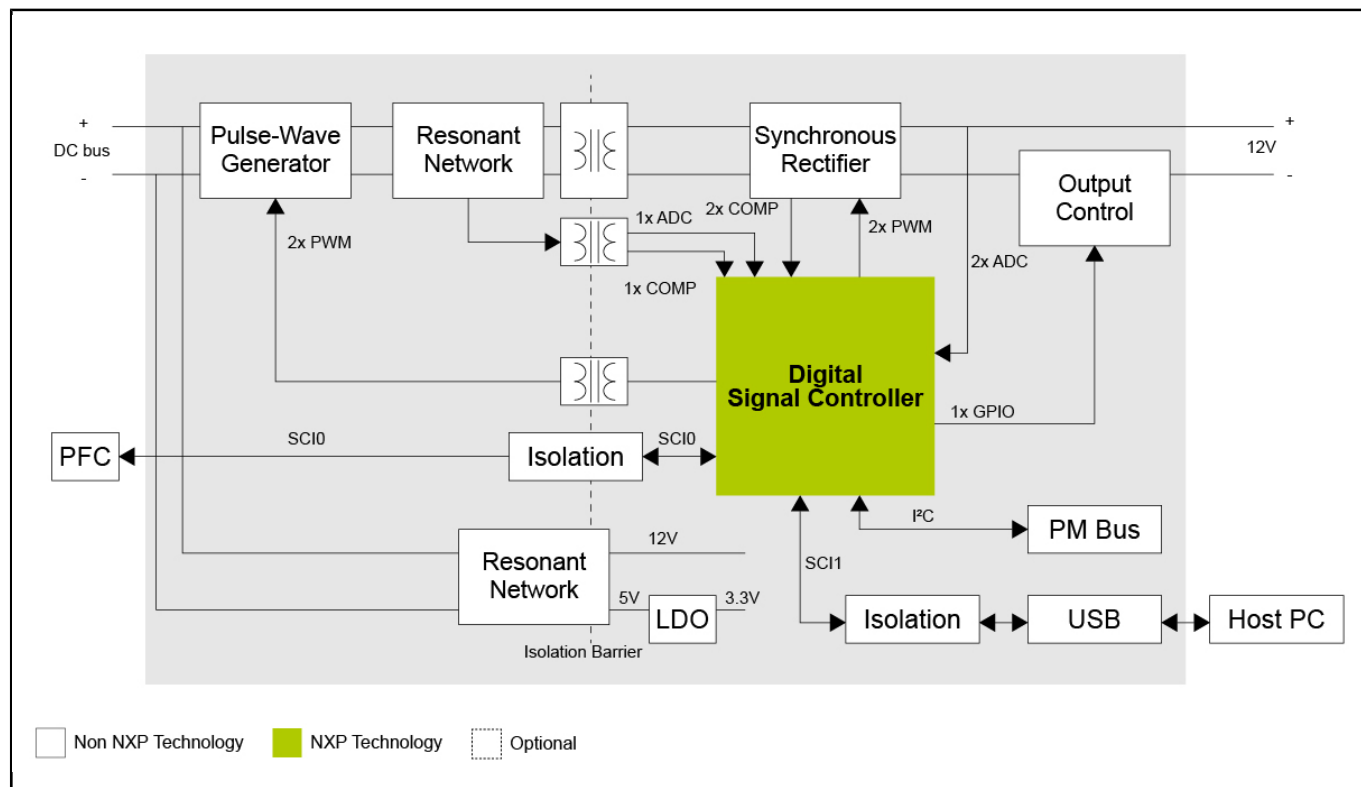 +
DC bus
-
Pulse-Wave
Generator
Resonant
Network
Synchronous
Rectifier
+
12V
-
Output
Control
2x PWM
1x ADC
2x COMP
2x PWM
1x COMP
2x ADC
Digital
Signal Controller
1x GPIO
PFC
SCI0
Isolation
SCI0
I²C
PM Bus
Resonant
Network
12V
5V
LDO
3.3V
SCI1
Isolation
USB
Host PC
Isolation Barrier
Non NXP Technology
NXP Technology
Optional